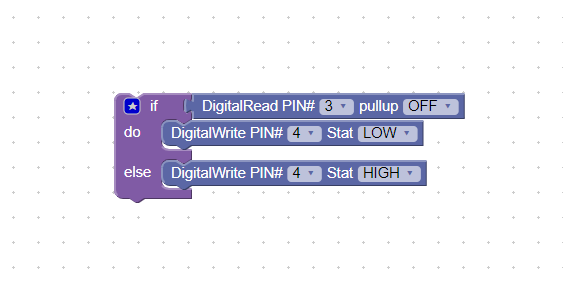 if DigitalRead PIN# 3 pullup OFF
do DigitalWrite PIN# 4 Stat LOW
else DigitalWrite PIN# 4 Stat HIGH